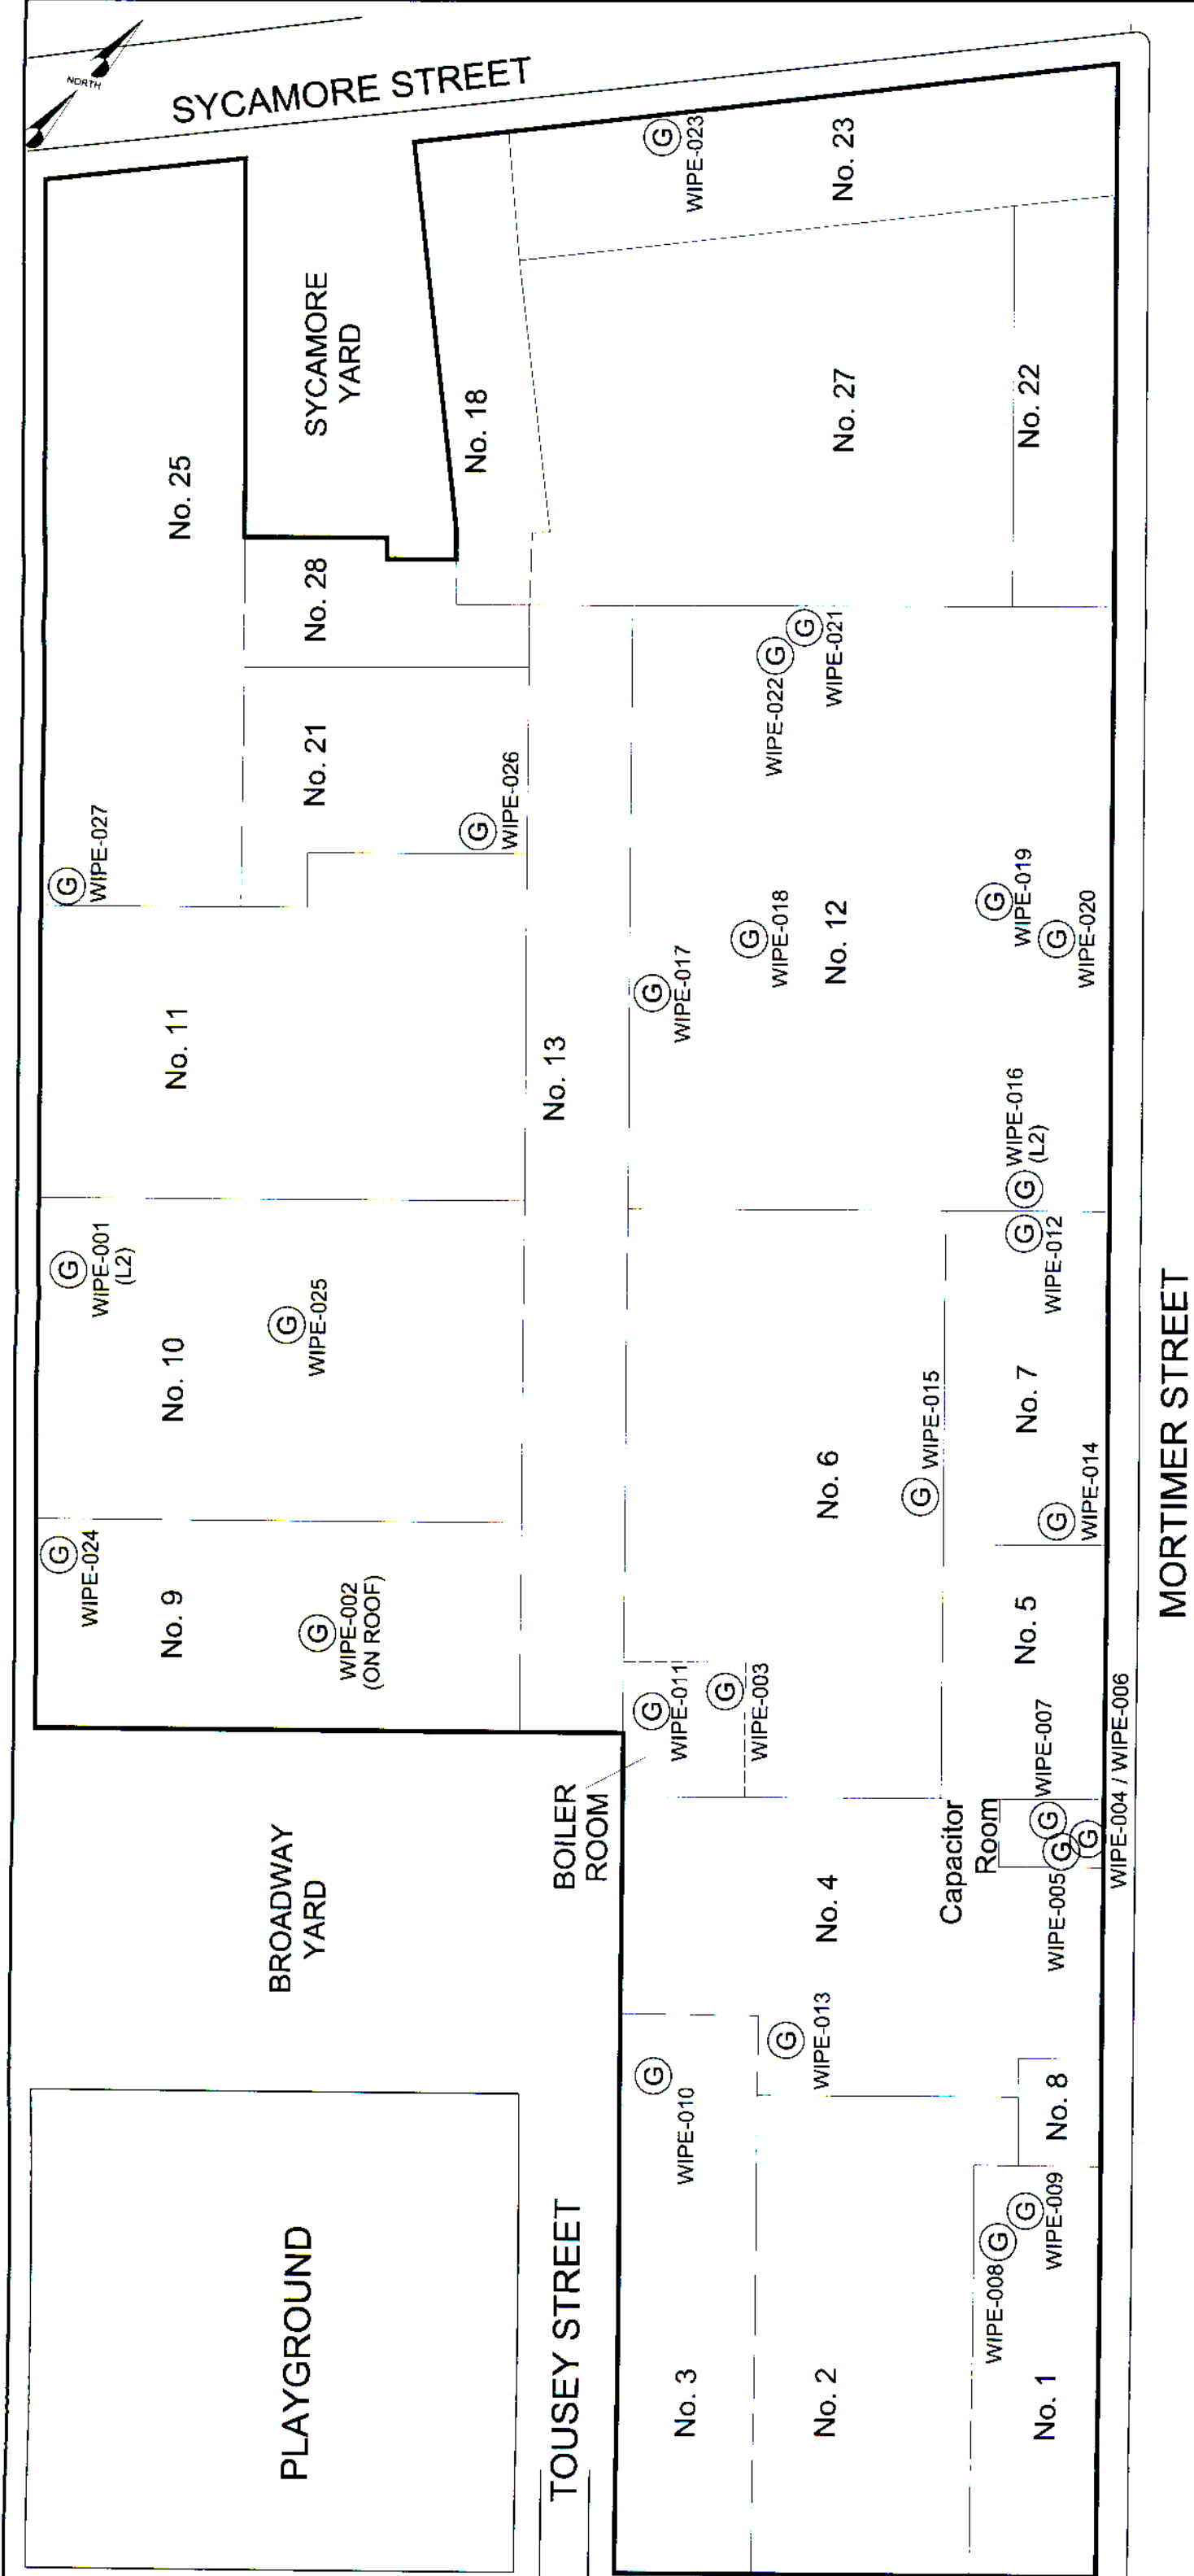 NORTH
SYCAMORE STREET
G
WIPE-023
No. 23
SYCAMORE
YARD
No. 18
No. 27
No. 22
No. 25
No. 28
No. 21
G
WIPE-026
G
WIPE-027
G
WIPE-022
G
WIPE-021
No. 11
No. 13
G
WIPE-017
G
WIPE-018
No. 12
G
WIPE-019
G
WIPE-020
G
WIPE-016
(L2)
G
WIPE-012
G
WIPE-001
(L2)
No. 10
G
WIPE-025
No. 6
G
WIPE-015
No. 7
G
WIPE-014
MORTIMER STREET
G
WIPE-024
No. 9
G
WIPE-002
(ON ROOF)
G
WIPE-011
G
WIPE-003
BOILER
ROOM
No. 5
Capacitor
Room
G
WIPE-007
G
WIPE-005
G
WIPE-004 / WIPE-006
BROADWAY
YARD
No. 4
G
WIPE-013
G
WIPE-010
No. 8
G
WIPE-009
G
WIPE-008
PLAYGROUND
TOUSEY STREET
No. 3
No. 2
No. 1